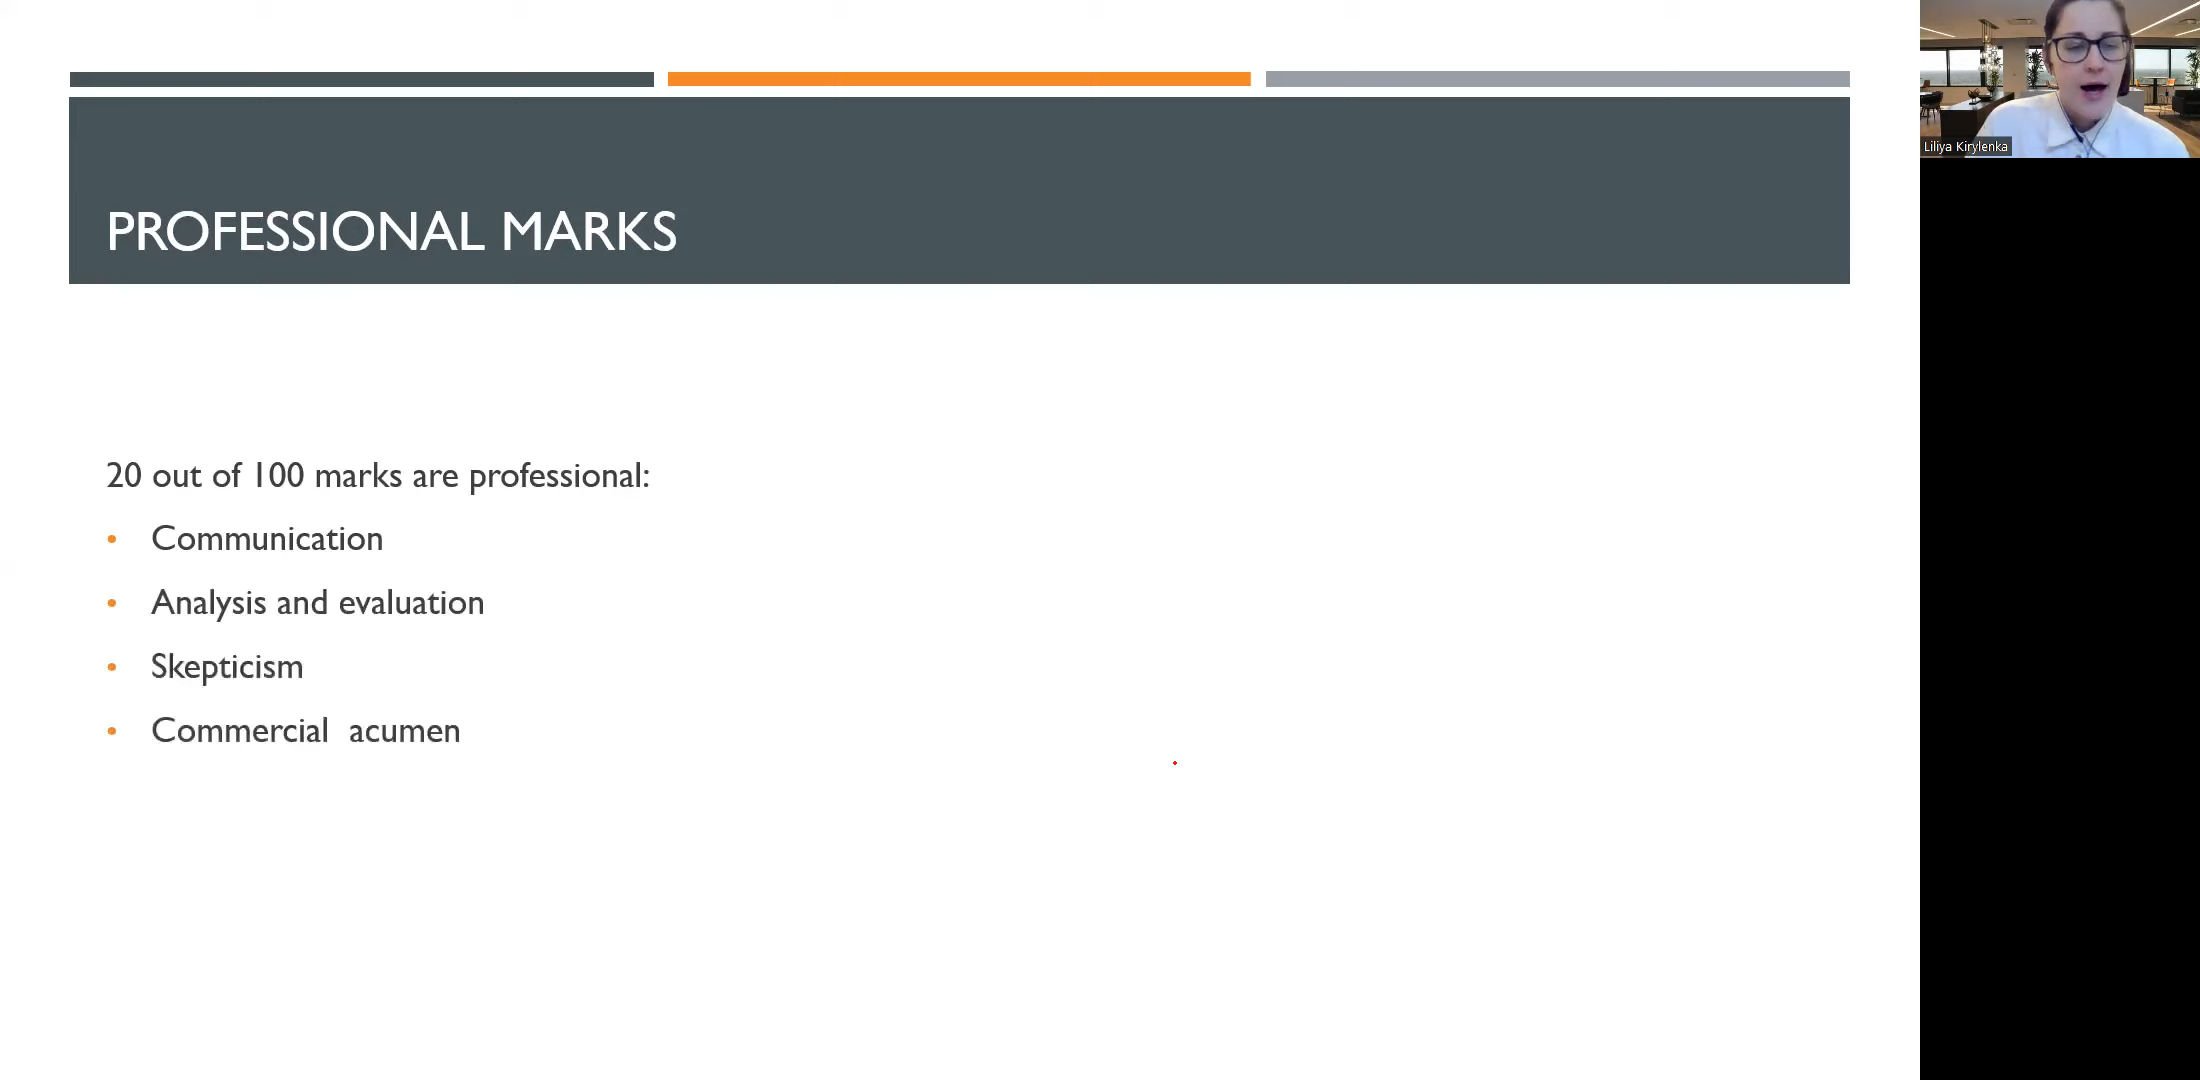 PROFESSIONAL MARKS
20 out of 100 marks are professional:
• Communication
• Analysis and evaluation
• Skepticism
• Commercial acumen
Liliya Kirylenka